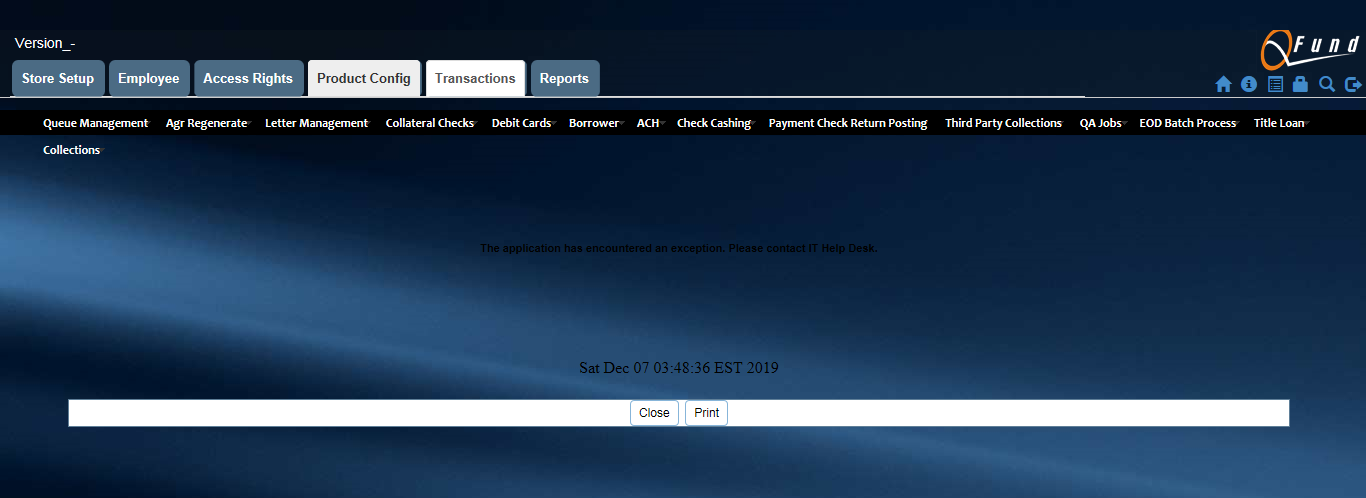 Version_-
Fund
Store Setup Employee Access Rights Product Config Transactions Reports
Queue Management Agr Regenerate Letter Management Collateral Checks Debit Cards Borrower ACH Check Cashing Payment Check Return Posting Third Party Collections QA Jobs EOD Batch Process Title Loan
Collections
The application has encountered an exception. Please contact IT Help Desk.
Sat Dec 07 03:48:36 EST 2019
Close Print